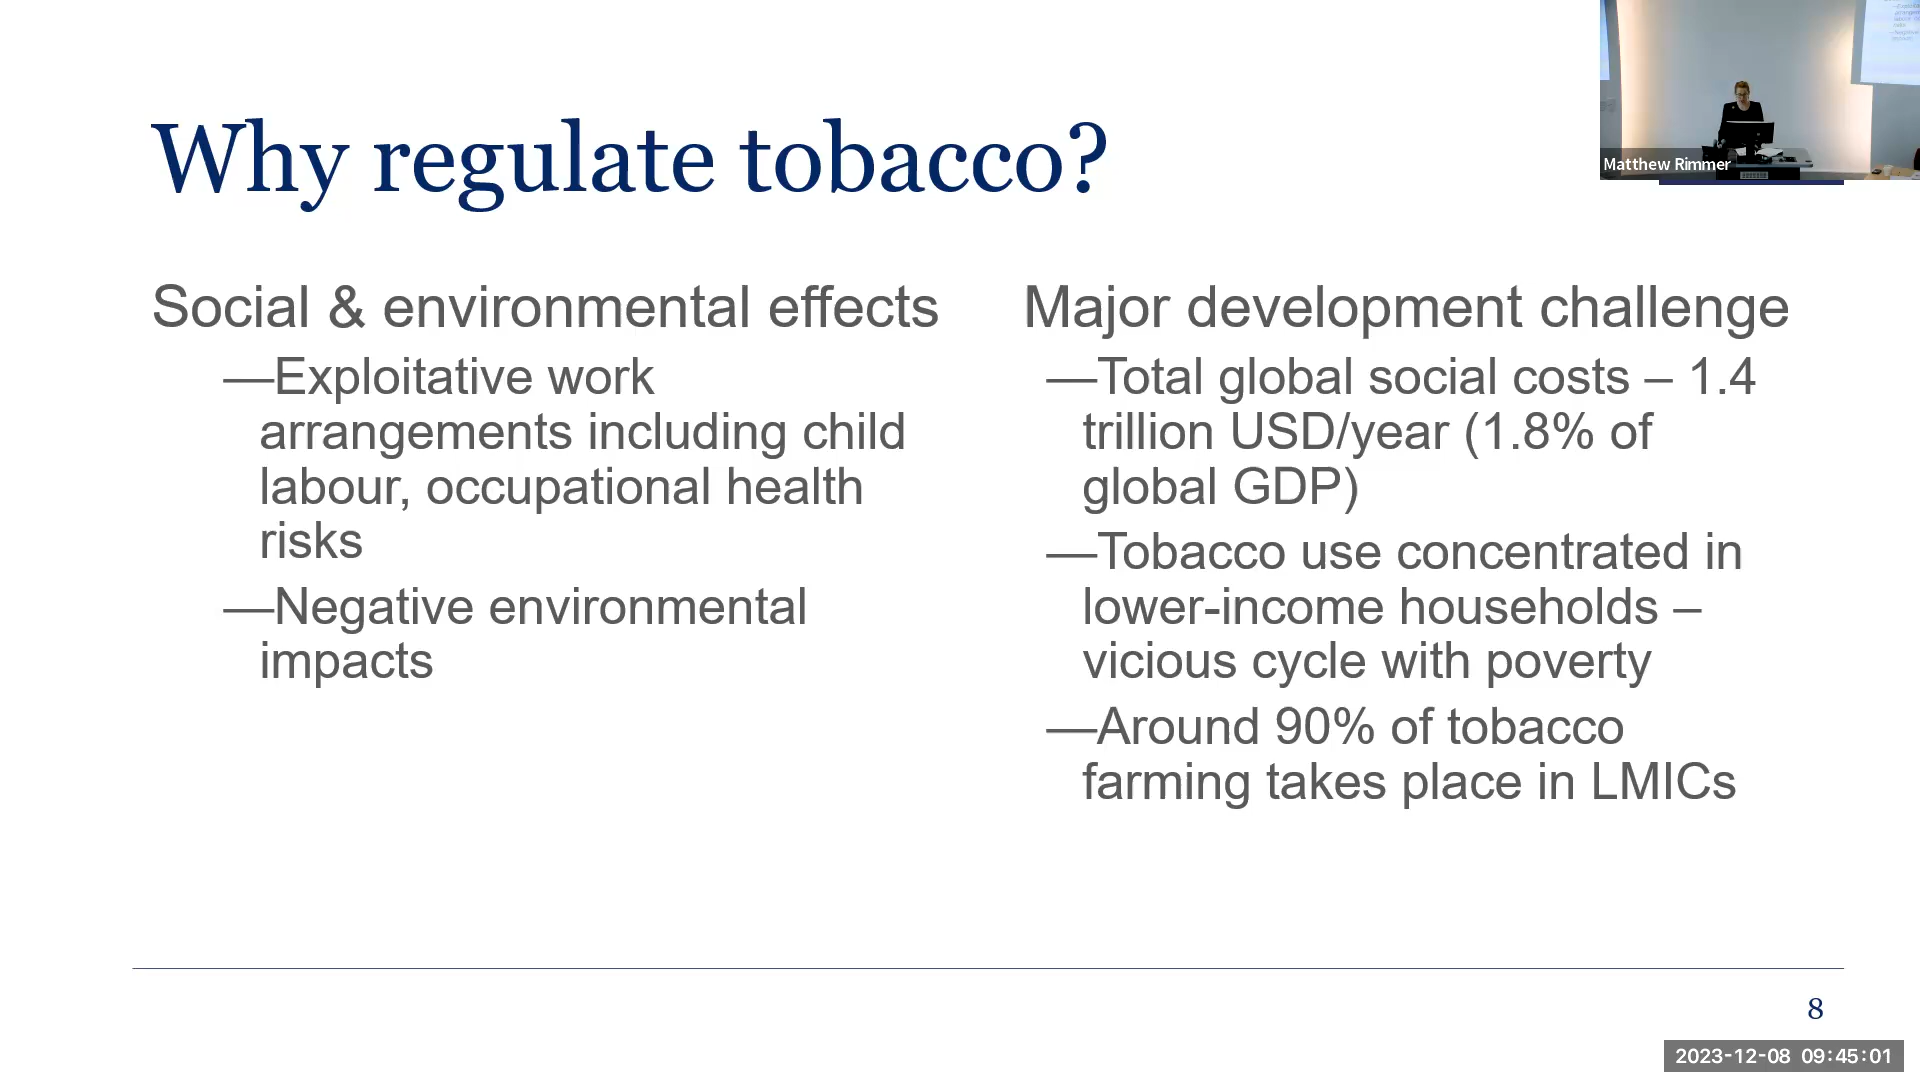 Why regulate tobacco?
Social & environmental effects
—Exploitative work
arrangements including child
labour, occupational health
risks
—Negative environmental
impacts
Major development challenge
—Total global social costs – 1.4
trillion USD/year (1.8% of
global GDP)
—Tobacco use concentrated in
lower-income households –
vicious cycle with poverty
—Around 90% of tobacco
farming takes place in LMICs
Matthew Rimmer
8
2023-12-08 09:45:01